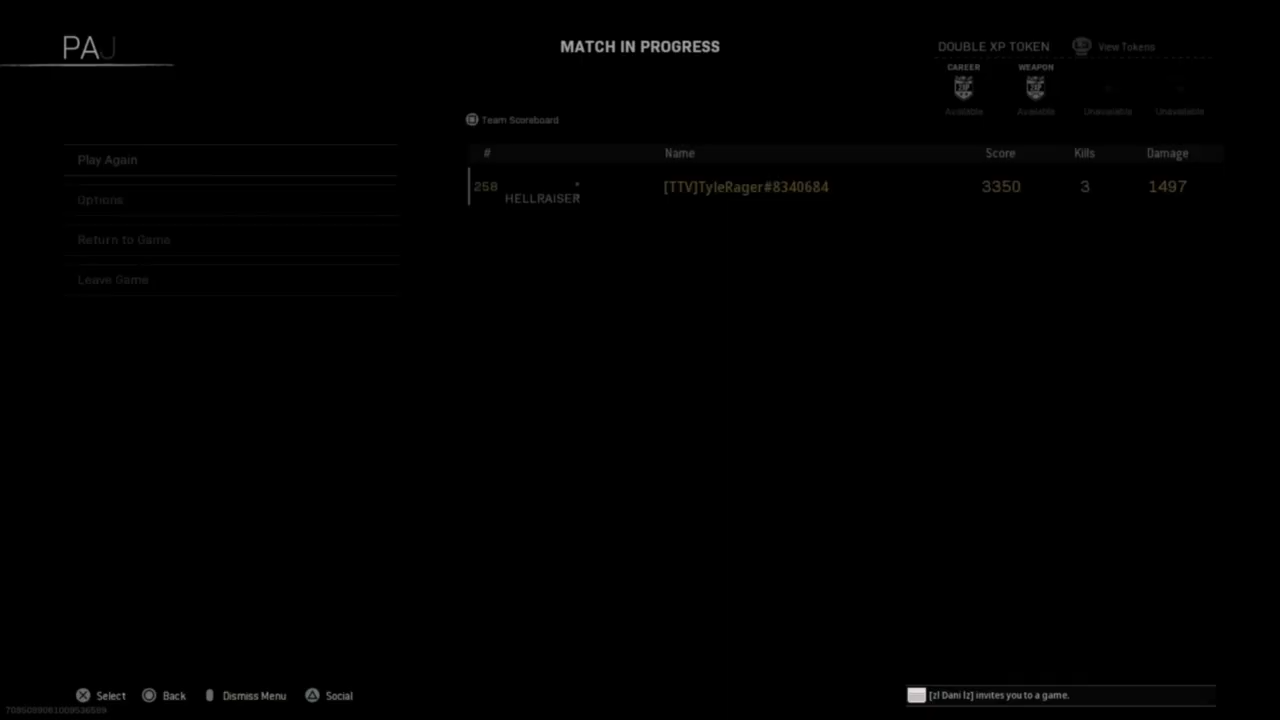 PAJ
MATCH IN PROGRESS
DOUBLE XP TOKEN View Tokens
CAREER WEAPON
2XP 2XP
Available Available Unavailable Unavailable
Team Scoreboard
# Name Score Kills Damage
258 HELLRAISER [TTV]TyleRager#8340684 3350 3 1497
Play Again
Options
Return to Game
Leave Game
Select Back Dismiss Menu Social
[zl Dani lz] invites you to a game.